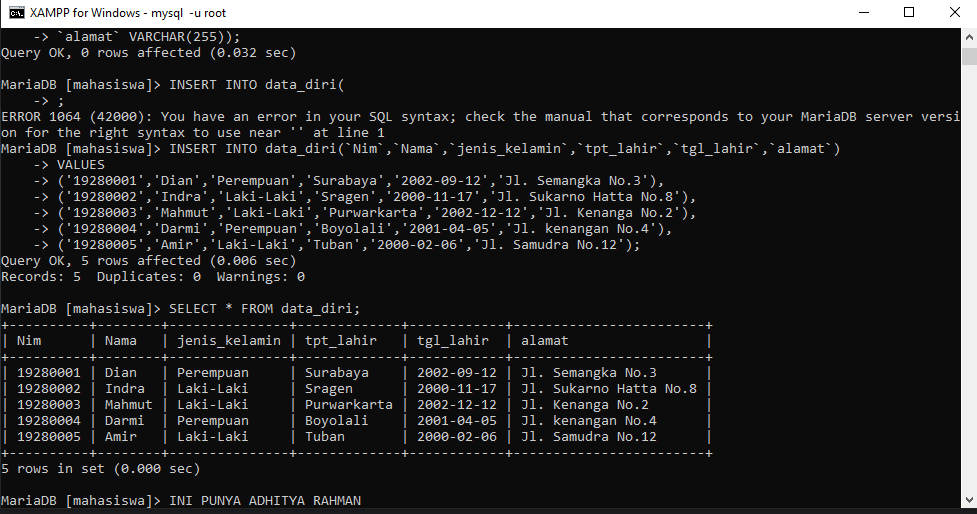 XAMPP for Windows - mysql  -u root
    -> `alamat` VARCHAR(255));
Query OK, 0 rows affected (0.032 sec)
MariaDB [mahasiswa]> INSERT INTO data_diri(
    -> ;
ERROR 1064 (42000): You have an error in your SQL syntax; check the manual that corresponds to your MariaDB server versi
on for the right syntax to use near '' at line 1
MariaDB [mahasiswa]> INSERT INTO data_diri(`Nim`,`Nama`,`jenis_kelamin`,`tpt_lahir`,`tgl_lahir`,`alamat`)
    -> VALUES
    -> ('19280001','Dian','Perempuan','Surabaya','2002-09-12','Jl. Semangka No.3'),
    -> ('19280002','Indra','Laki-Laki','Sragen','2000-11-17','Jl. Sukarno Hatta No.8'),
    -> ('19280003','Mahmut','Laki-Laki','Purwarkarta','2002-12-12','Jl. Kenanga No.2'),
    -> ('19280004','Darmi','Perempuan','Boyolali','2001-04-05','Jl. kenangan No.4'),
    -> ('19280005','Amir','Laki-Laki','Tuban','2000-02-06','Jl. Samudra No.12');
Query OK, 5 rows affected (0.006 sec)
Records: 5  Duplicates: 0  Warnings: 0
MariaDB [mahasiswa]> SELECT * FROM data_diri;
+----------+--------+---------------+-------------+------------+------------------------+
| Nim      | Nama   | jenis_kelamin | tpt_lahir   | tgl_lahir  | alamat                 |
+----------+--------+---------------+-------------+------------+------------------------+
| 19280001 | Dian   | Perempuan     | Surabaya    | 2002-09-12 | Jl. Semangka No.3      |
| 19280002 | Indra  | Laki-Laki     | Sragen      | 2000-11-17 | Jl. Sukarno Hatta No.8 |
| 19280003 | Mahmut | Laki-Laki     | Purwarkarta | 2002-12-12 | Jl. Kenanga No.2       |
| 19280004 | Darmi  | Perempuan     | Boyolali    | 2001-04-05 | Jl. kenangan No.4      |
| 19280005 | Amir   | Laki-Laki     | Tuban       | 2000-02-06 | Jl. Samudra No.12      |
+----------+--------+---------------+-------------+------------+------------------------+
5 rows in set (0.000 sec)
MariaDB [mahasiswa]> INI PUNYA ADHITYA RAHMAN